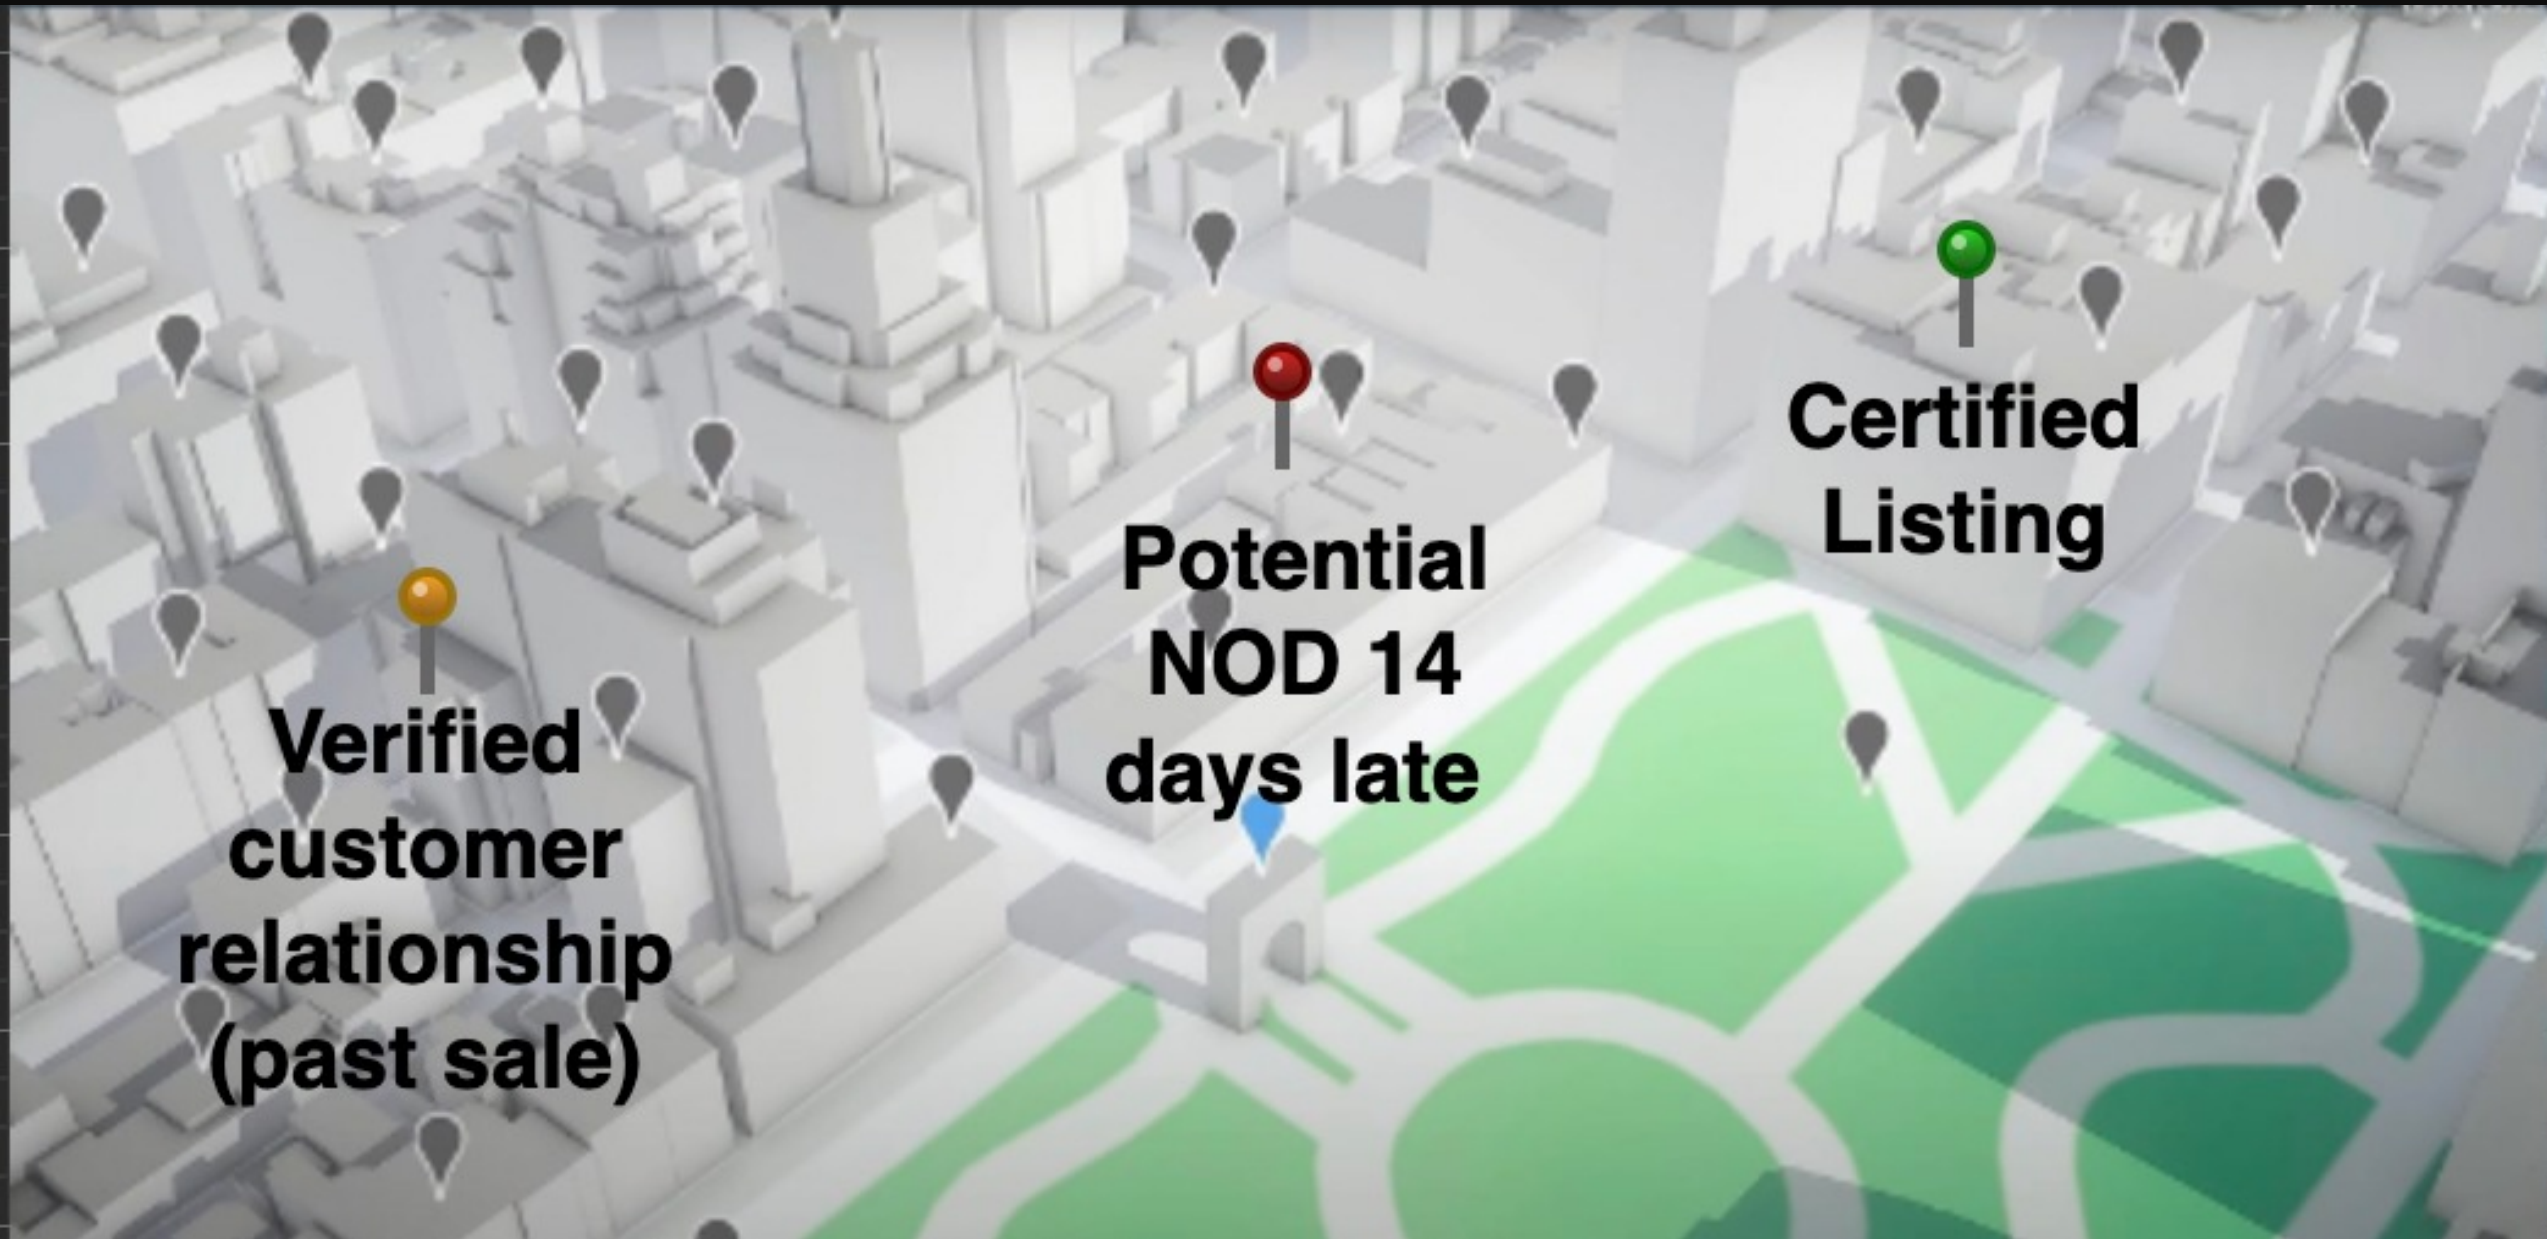 Certified
Listing
Potential
NOD 14
days late
Verified
customer
relationship
(past sale)